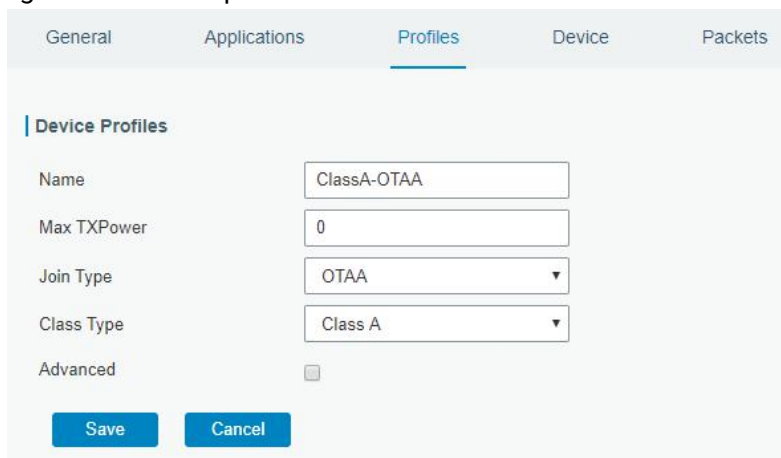 General Applications Profiles Device Packets
Device Profiles
Name ClassA-OTAA
Max TXPower 0
Join Type OTAA
Class Type Class A
Advanced
Save Cancel